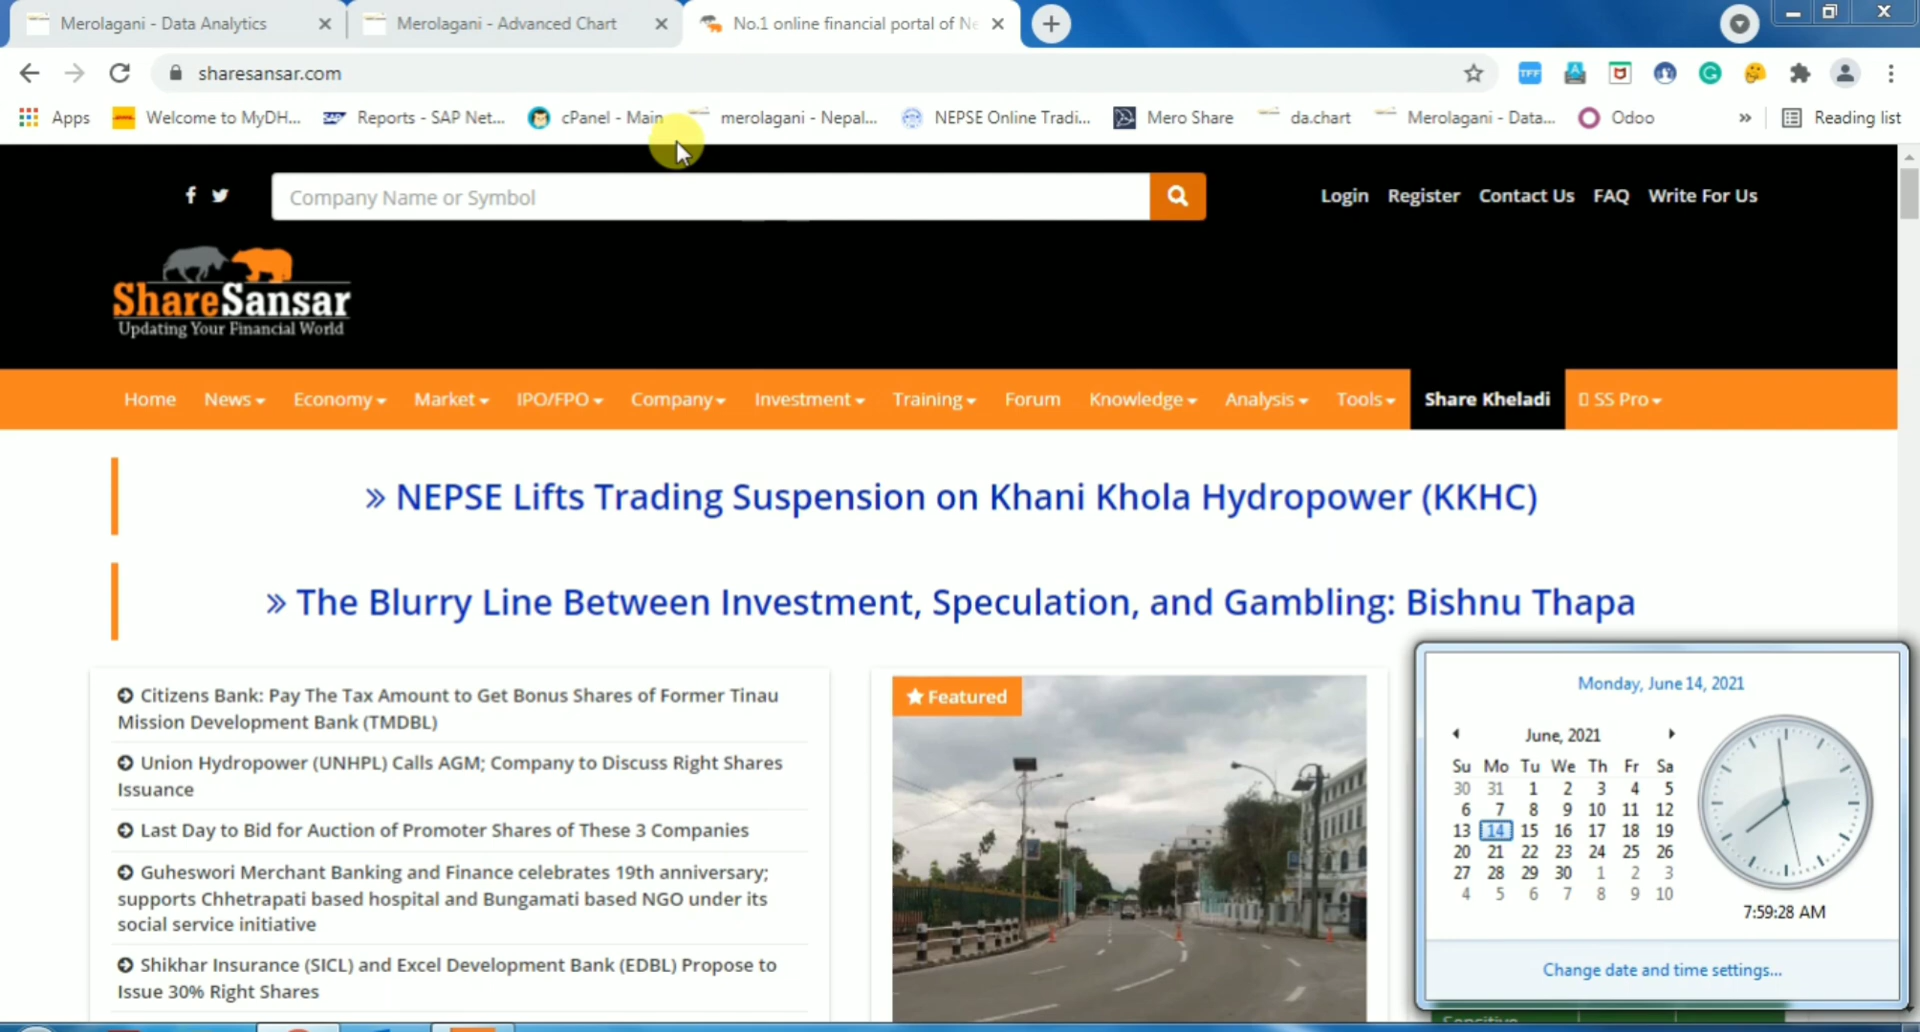 Merolagani - Data Analytics
Merolagani - Advanced Chart
No.1 online financial portal of Ne
sharesansar.com
TFF
Apps
Welcome to MyDH...
SAP
Reports - SAP Net...
cPanel - Main
merolagani - Nepal...
NEPSE Online Tradi...
Mero Share
da.chart
Merolagani - Data...
Odoo
»
Reading list
Company Name or Symbol
Login Register Contact Us FAQ Write For Us
ShareSansar
Updating Your Financial World
Home News Economy Market IPO/FPO Company Investment Training Forum Knowledge Analysis Tools Share Kheladi SS Pro
» NEPSE Lifts Trading Suspension on Khani Khola Hydropower (KKHC)
» The Blurry Line Between Investment, Speculation, and Gambling: Bishnu Thapa
Citizens Bank: Pay The Tax Amount to Get Bonus Shares of Former Tinau
Mission Development Bank (TMDBL)
Union Hydropower (UNHPL) Calls AGM; Company to Discuss Right Shares
Issuance
Last Day to Bid for Auction of Promoter Shares of These 3 Companies
Guheswori Merchant Banking and Finance celebrates 19th anniversary;
supports Chhetrapati based hospital and Bungamati based NGO under its
social service initiative
Shikhar Insurance (SICL) and Excel Development Bank (EDBL) Propose to
Issue 30% Right Shares
Featured
Monday, June 14, 2021
June, 2021
Su Mo Tu We Th Fr Sa
30 31 1 2 3 4 5
6 7 8 9 10 11 12
13 14 15 16 17 18 19
20 21 22 23 24 25 26
27 28 29 30 1 2 3
4 5 6 7 8 9 10
7:59:28 AM
Change date and time settings...
Sensitive